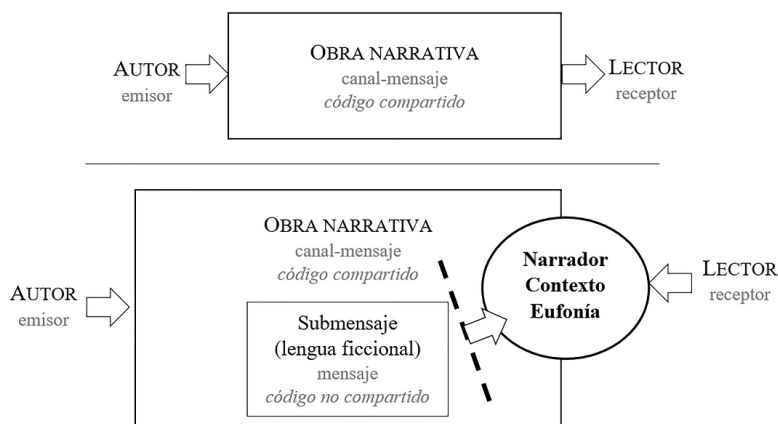 OBRA NARRATIVA
canal-mensaje
código compartido
AUTOR
emisor
LECTOR
receptor
OBRA NARRATIVA
canal-mensaje
código compartido
AUTOR
emisor
Submensaje
(lengua ficcional)
mensaje
código no compartido
Narrador
Contexto
Eufonía
LECTOR
receptor